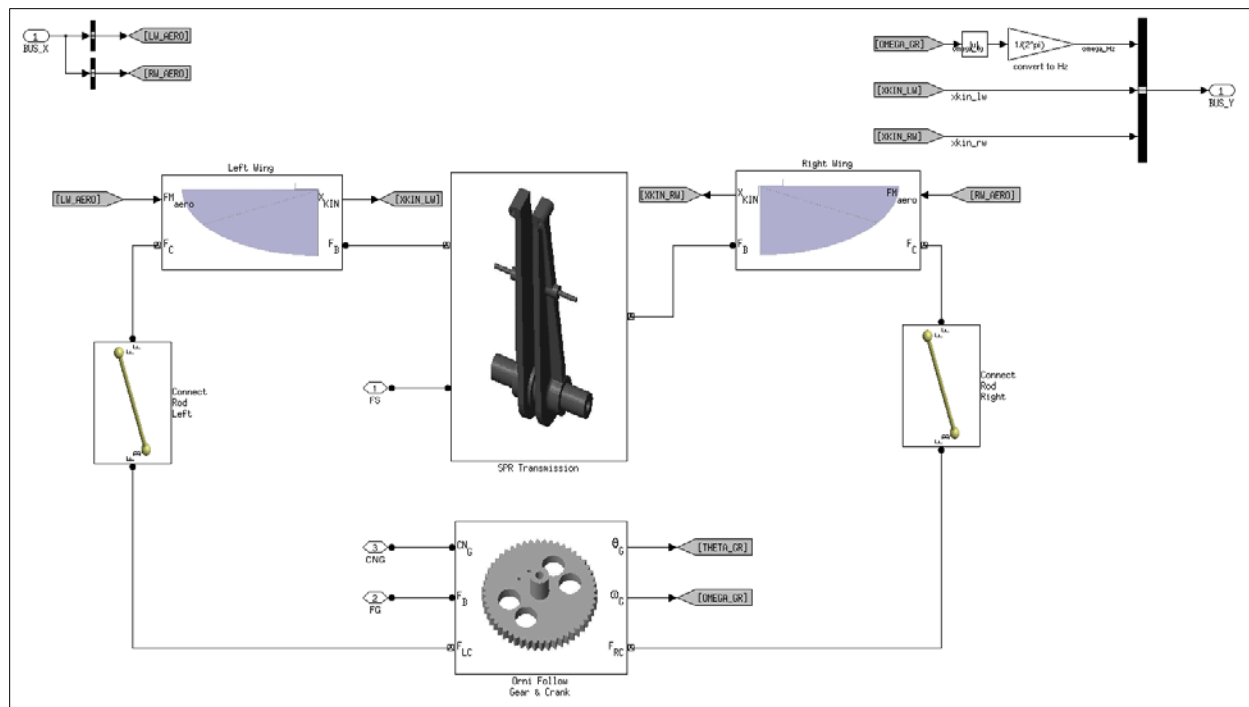 1
BUS_X
[LW_AERO]
[RW_AERO]
[OMEGA_GR]
|u|
1/(2*pi)
convert to Hz
omega_Hz
[XKIN_LW]
xkin_lw
[XKIN_RW]
xkin_rw
1
BUS_Y
Left Wing
[LW_AERO]
FM aero
X KIN
[XKIN_LW]
F C
F B
Right Wing
[XKIN_RW]
X KIN
FM aero
[RW_AERO]
F B
F C
F F
Connect
Rod
Left
F B
1
FS
SPR Transmission
F F
Connect
Rod
Right
F B
3
CNG
CN G
θ G
[THETA_GR]
2
FG
F B
ω G
[OMEGA_GR]
F LC
F RC
Orni Follow
Gear & Crank